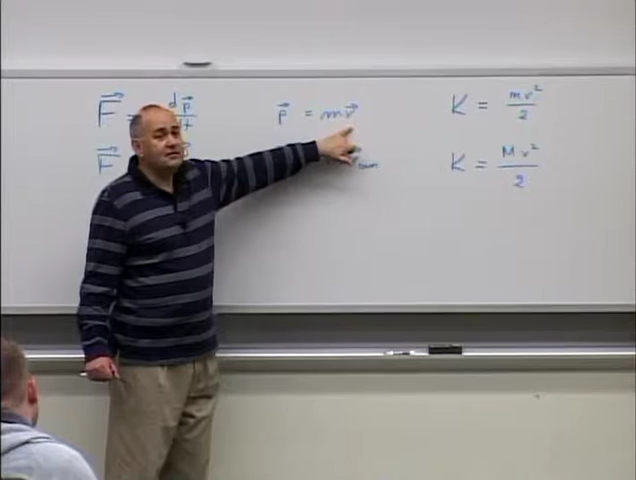 F⃗ = dp⃗/dt
p⃗ = mv⃗
K = mv²/2
F⃗
K = Mv²/2